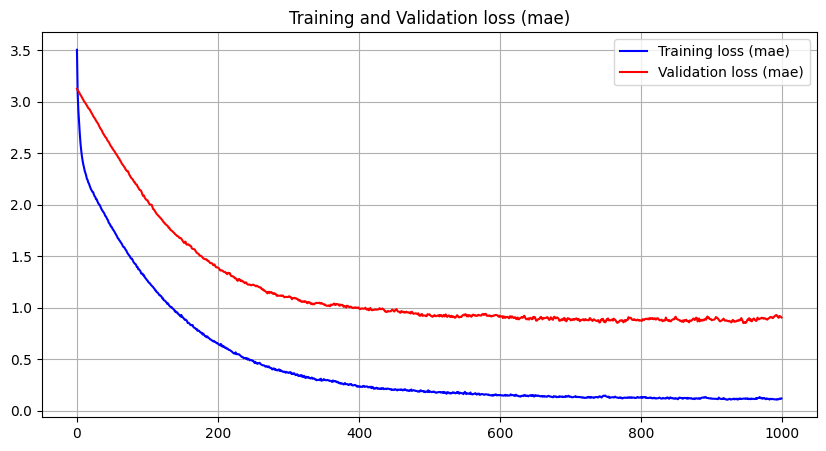 Training and Validation loss (mae)
Training loss (mae)
Validation loss (mae)
3.5
3.0
2.5
2.0
1.5
1.0
0.5
0.0
0 200 400 600 800 1000